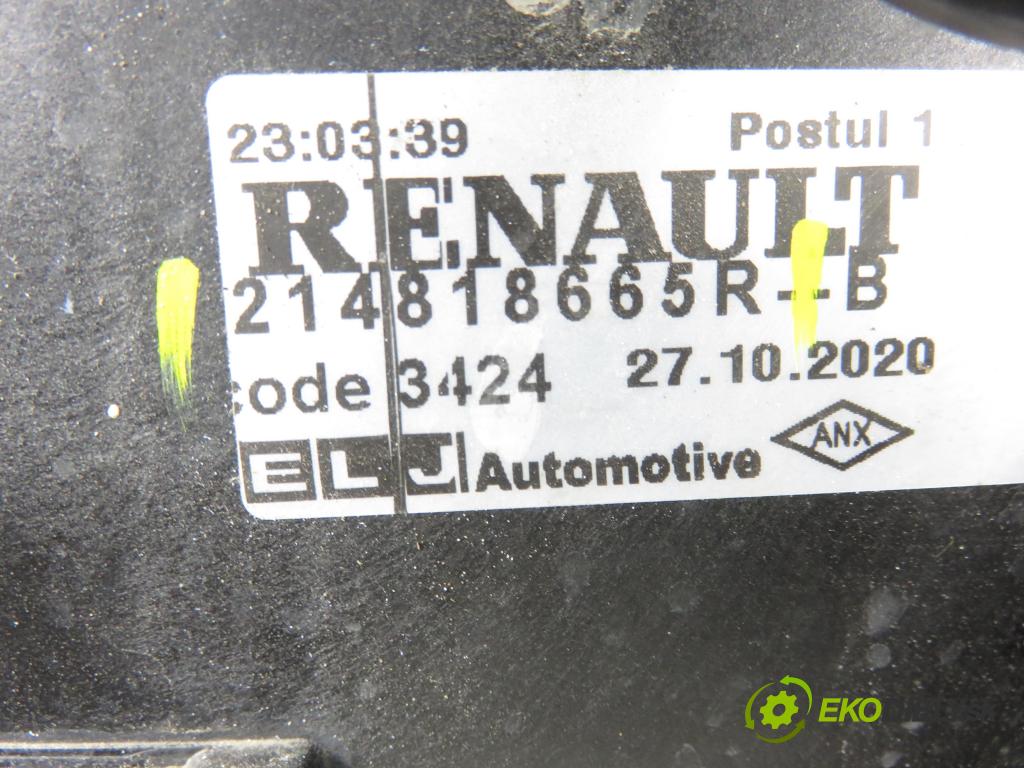 23:03:39 Postul 1
RENAULT
214818665R-B
code 3424 27.10.2020
ELJ Automotive ANX
EKO